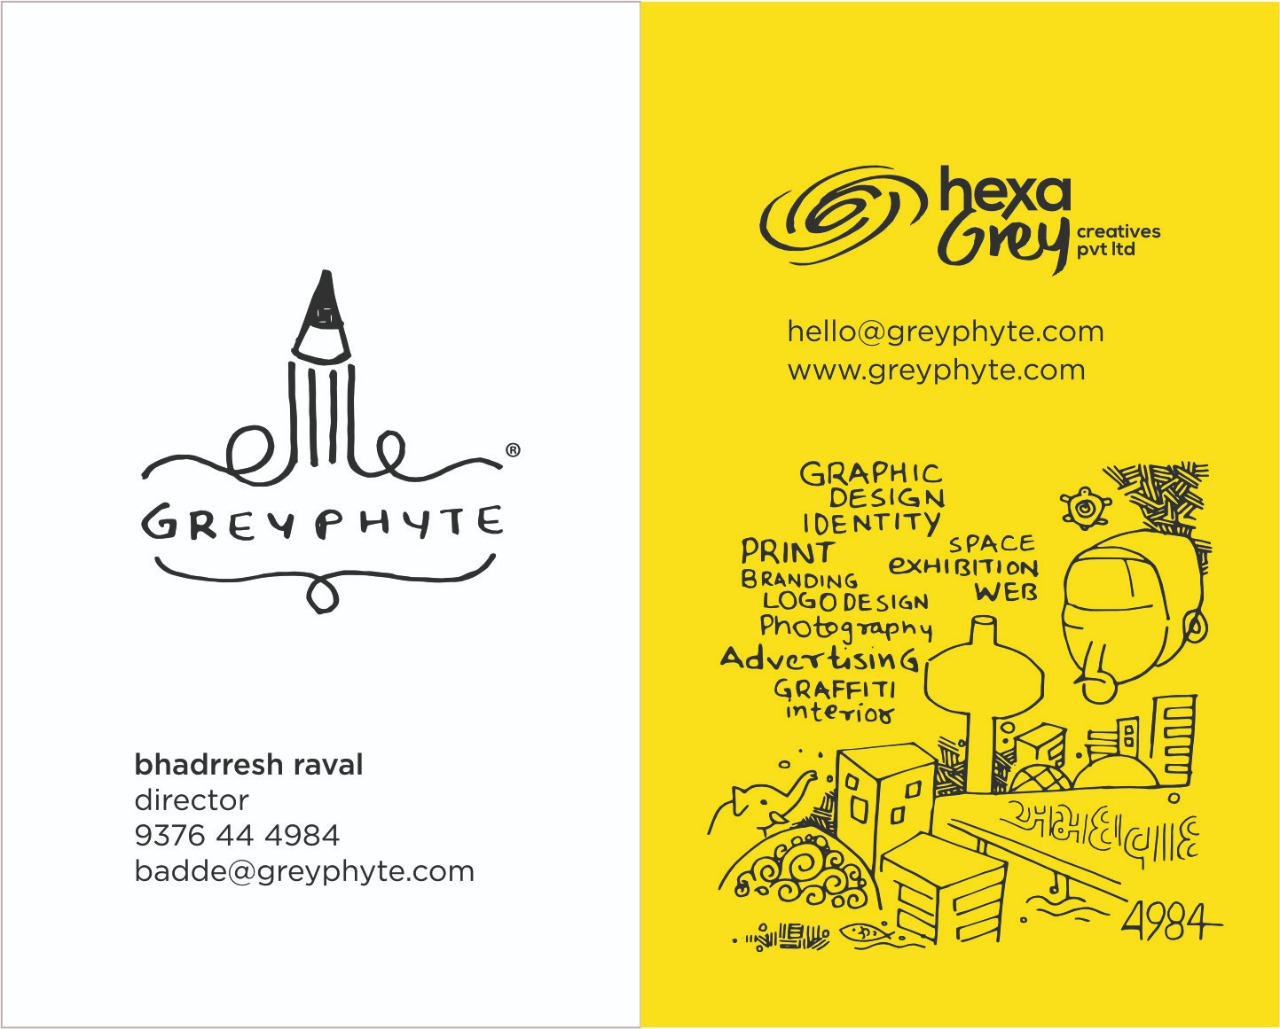 GREYPHYTE
®
bhadrresh raval
director
9376 44 4984
badde@greyphyte.com
hexa
Grey
creatives
pvt ltd
hello@greyphyte.com
www.greyphyte.com
GRAPHIC
DESIGN
IDENTITY
PRINT
BRANDING
LOGO DESIGN
Photography
AdvertisinG
GRAFFITI
interior
SPACE
eXHIBITION
WEB
અમદાવાદ
4984